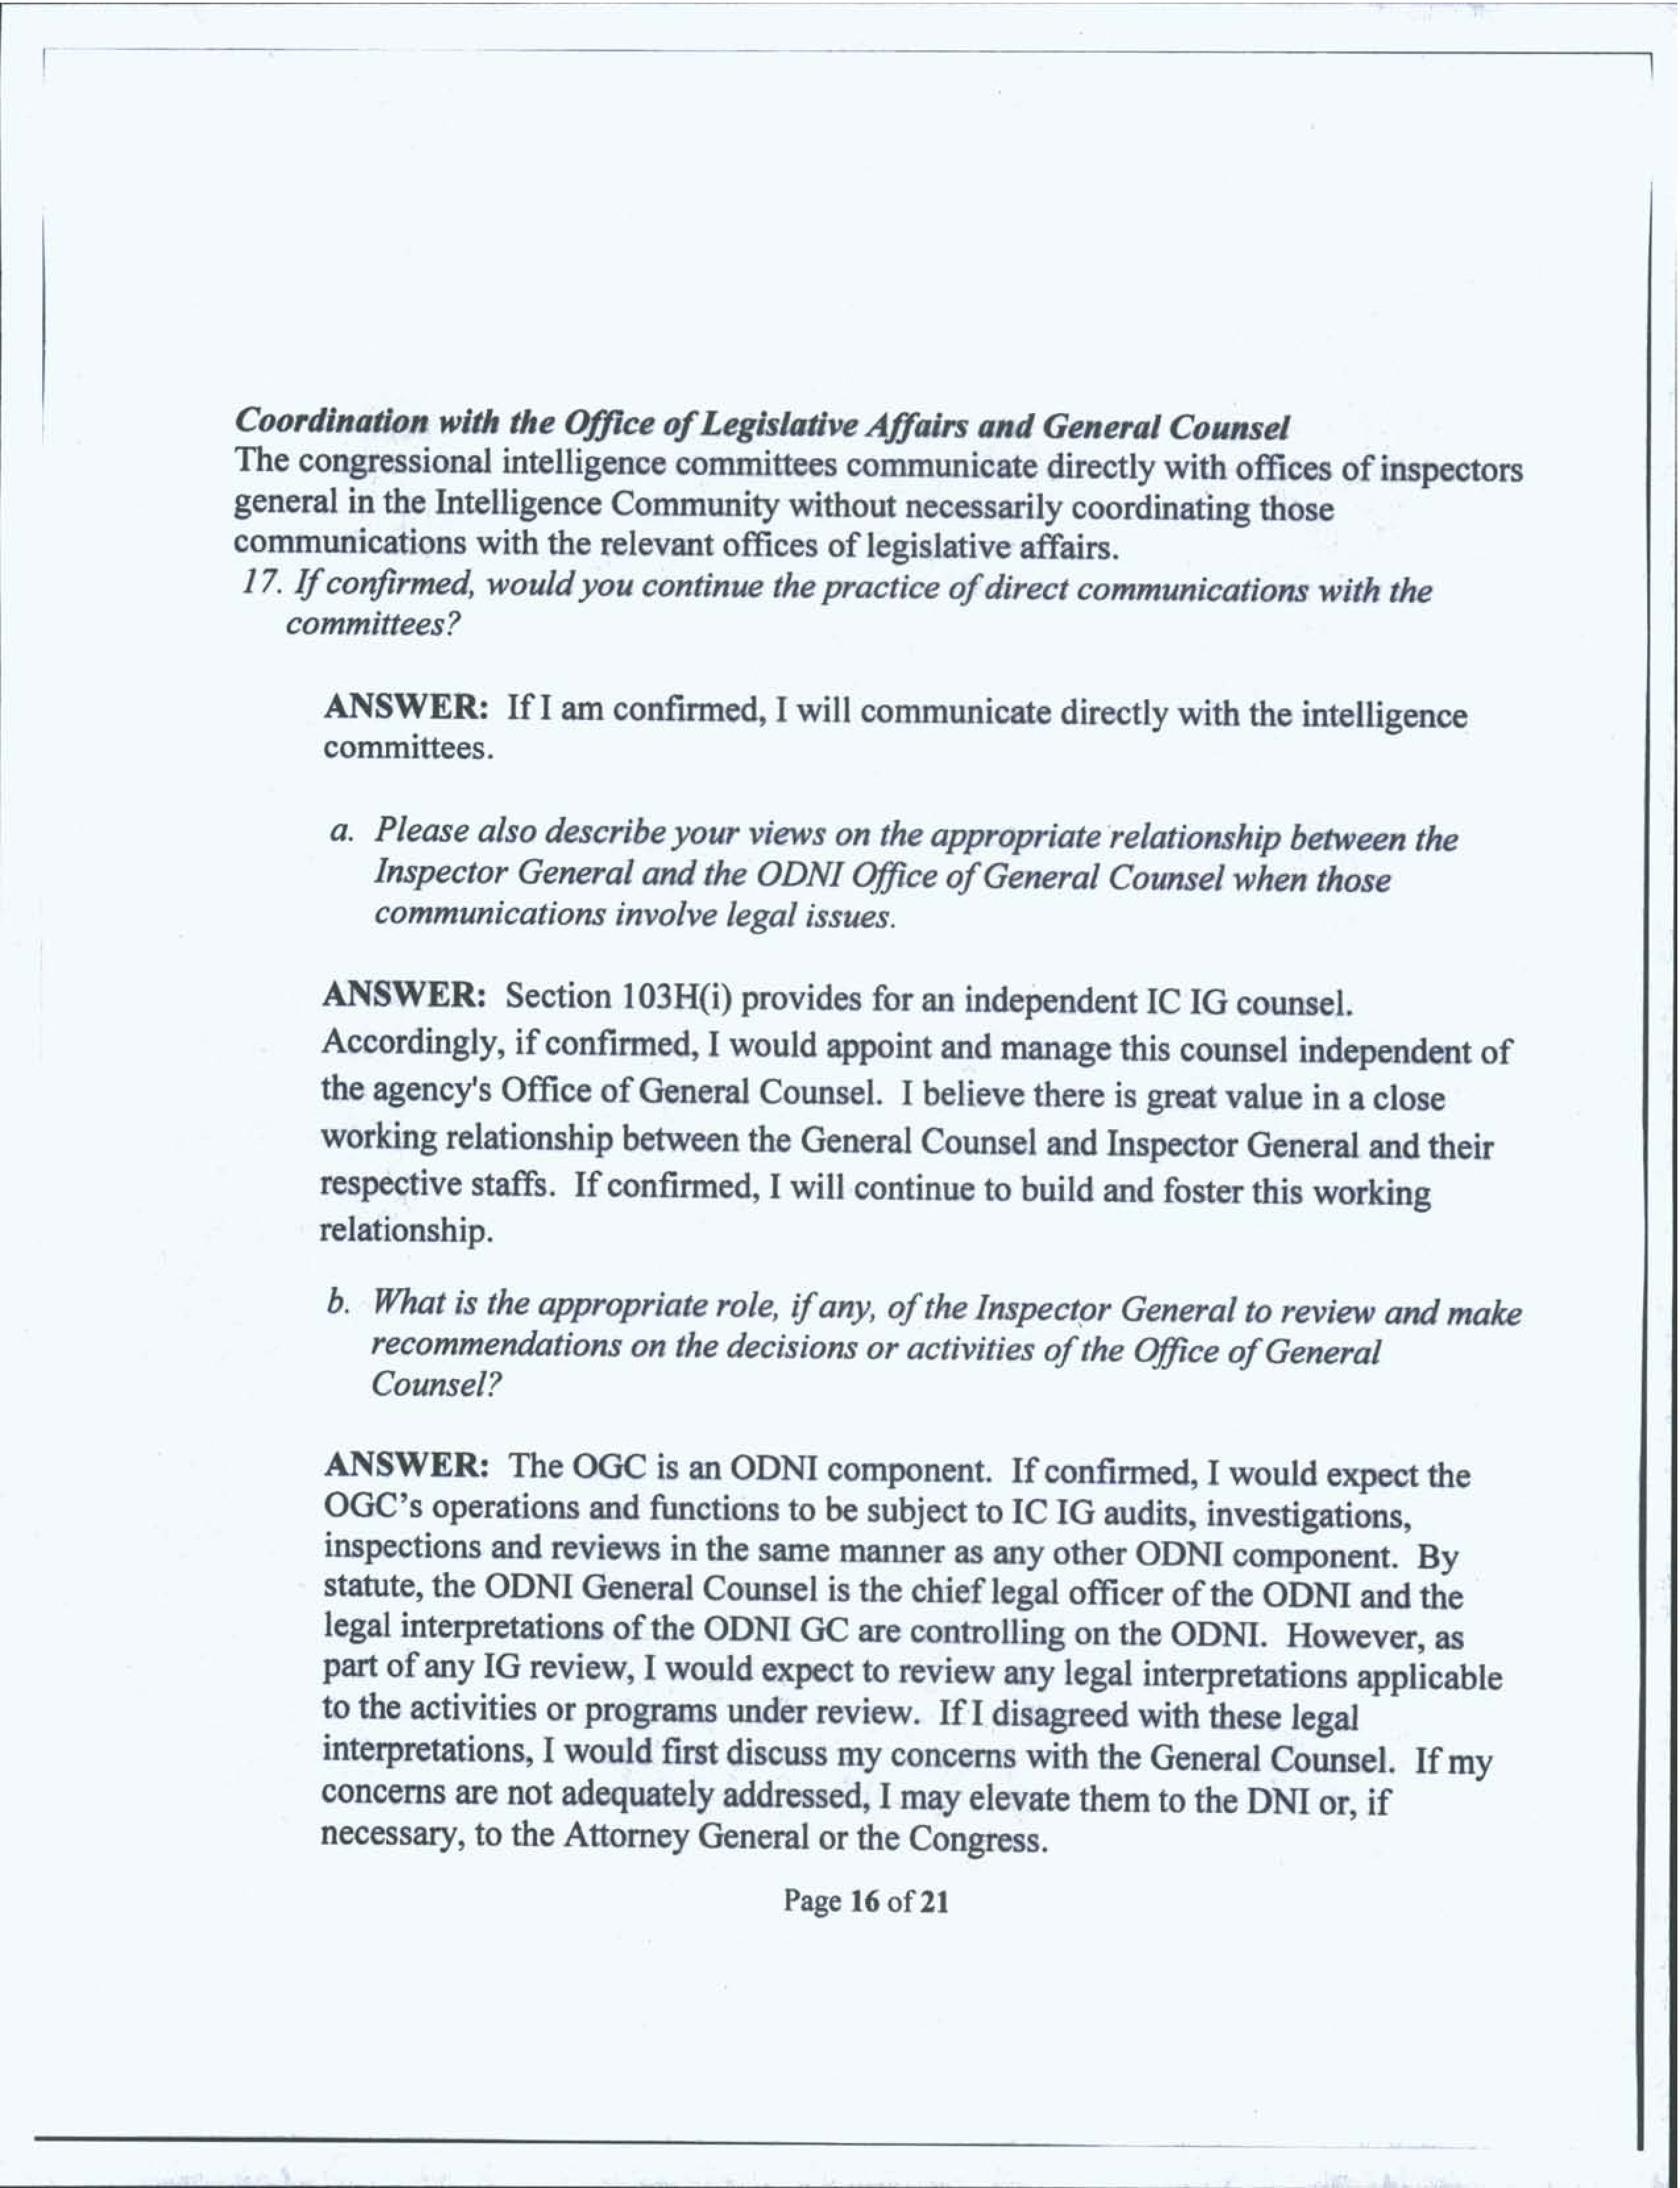 Coordination with the Office of Legislative Affairs and General Counsel
The congressional intelligence committees communicate directly with offices of inspectors
general in the Intelligence Community without necessarily coordinating those
communications with the relevant offices of legislative affairs.
17. If confirmed, would you continue the practice of direct communications with the
committees?
ANSWER: If I am confirmed, I will communicate directly with the intelligence
committees.
a. Please also describe your views on the appropriate relationship between the
Inspector General and the ODNI Office of General Counsel when those
communications involve legal issues.
ANSWER: Section 103H(i) provides for an independent IC IG counsel.
Accordingly, if confirmed, I would appoint and manage this counsel independent of
the agency's Office of General Counsel. I believe there is great value in a close
working relationship between the General Counsel and Inspector General and their
respective staffs. If confirmed, I will continue to build and foster this working
relationship.
b. What is the appropriate role, if any, of the Inspector General to review and make
recommendations on the decisions or activities of the Office of General
Counsel?
ANSWER: The OGC is an ODNI component. If confirmed, I would expect the
OGC’s operations and functions to be subject to IC IG audits, investigations,
inspections and reviews in the same manner as any other ODNI component. By
statute, the ODNI General Counsel is the chief legal officer of the ODNI and the
legal interpretations of the ODNI GC are controlling on the ODNI. However, as
part of any IG review, I would expect to review any legal interpretations applicable
to the activities or programs under review. If I disagreed with these legal
interpretations, I would first discuss my concerns with the General Counsel. If my
concerns are not adequately addressed, I may elevate them to the DNI or, if
necessary, to the Attorney General or the Congress.
Page 16 of 21